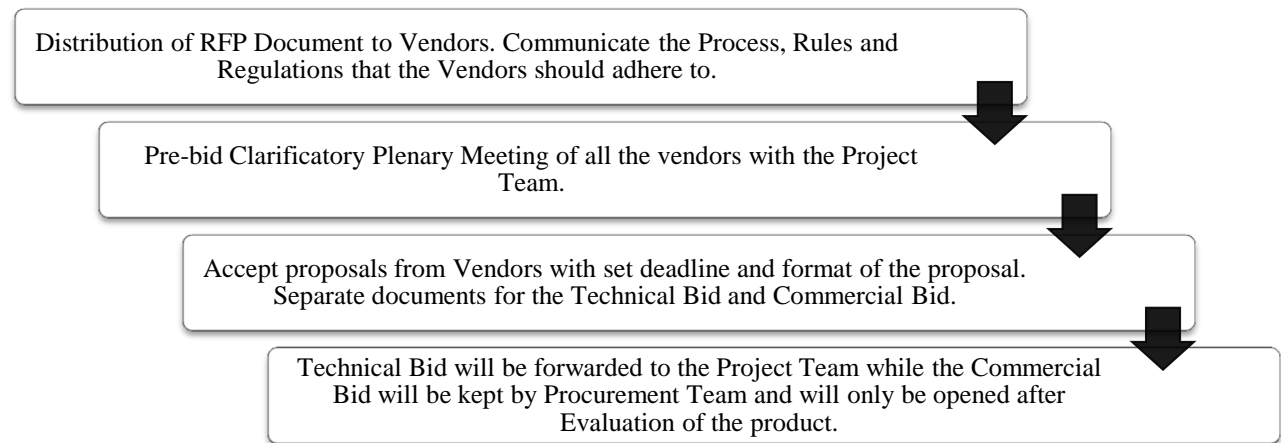 Distribution of RFP Document to Vendors. Communicate the Process, Rules and
Regulations that the Vendors should adhere to.
Pre-bid Clarificatory Plenary Meeting of all the vendors with the Project
Team.
Accept proposals from Vendors with set deadline and format of the proposal.
Separate documents for the Technical Bid and Commercial Bid.
Technical Bid will be forwarded to the Project Team while the Commercial
Bid will be kept by Procurement Team and will only be opened after
Evaluation of the product.